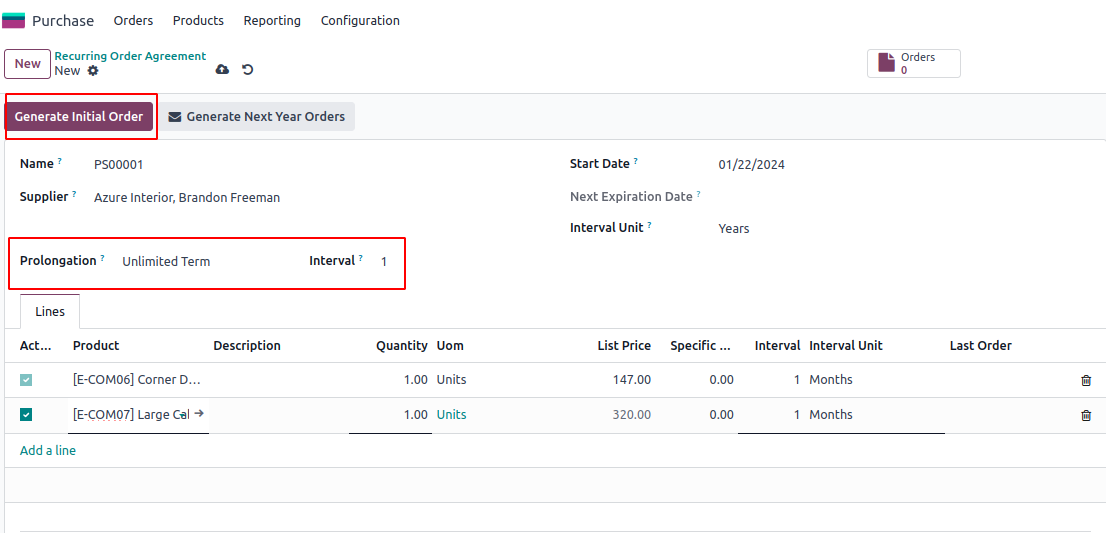 Purchase Orders Products Reporting Configuration
New Recurring Order Agreement
New
Orders
0
Generate Initial Order Generate Next Year Orders
Name ? PS00001 Start Date ? 01/22/2024
Supplier ? Azure Interior, Brandon Freeman Next Expiration Date ?
Interval Unit ? Years
Prolongation ? Unlimited Term Interval ? 1
Lines
Act... Product Description Quantity Uom List Price Specific ... Interval Interval Unit Last Order
[E-COM06] Corner D... 1.00 Units 147.00 0.00 1 Months
[E-COM07] Large Cal 1.00 Units 320.00 0.00 1 Months
Add a line